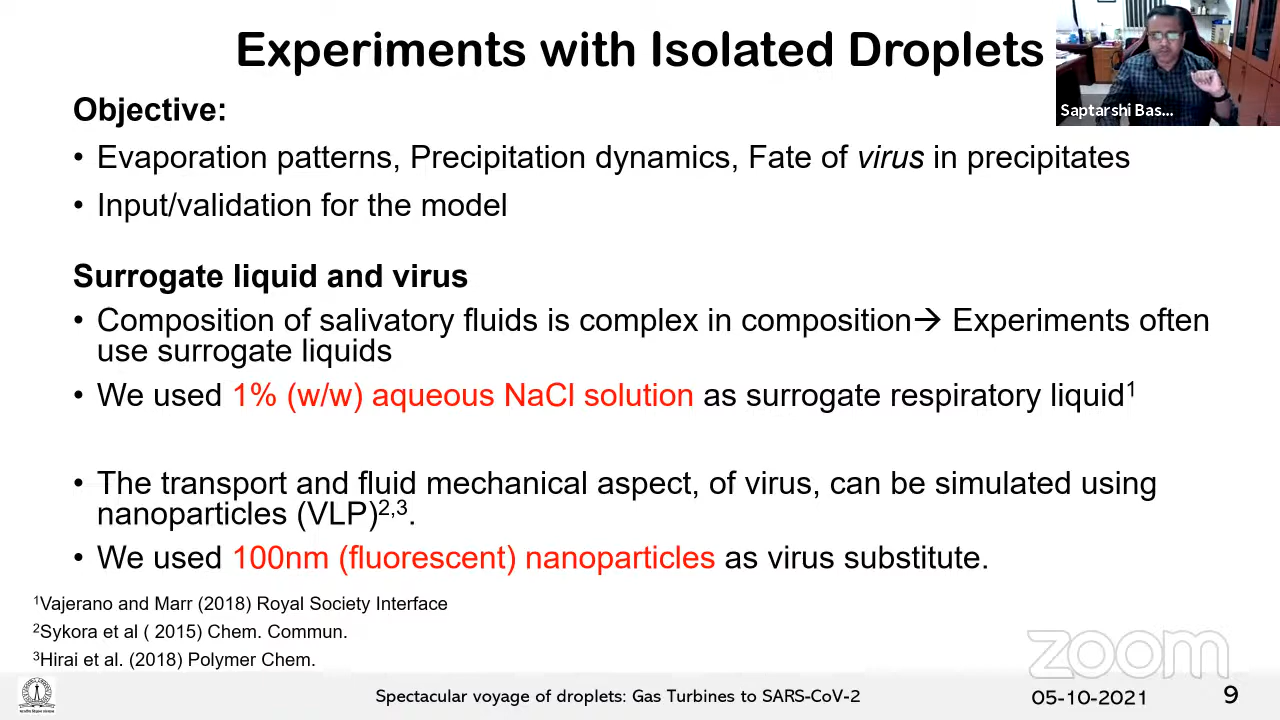 Experiments with Isolated Droplets
Saptarshi Bas...
Objective:
• Evaporation patterns, Precipitation dynamics, Fate of virus in precipitates
• Input/validation for the model
Surrogate liquid and virus
• Composition of salivatory fluids is complex in composition→ Experiments often
use surrogate liquids
• We used 1% (w/w) aqueous NaCl solution as surrogate respiratory liquid1
• The transport and fluid mechanical aspect, of virus, can be simulated using
nanoparticles (VLP)2,3.
• We used 100nm (fluorescent) nanoparticles as virus substitute.
1Vajerano and Marr (2018) Royal Society Interface
2Sykora et al ( 2015) Chem. Commun.
3Hirai et al. (2018) Polymer Chem.
zoom
Spectacular voyage of droplets: Gas Turbines to SARS-CoV-2
05-10-2021
9